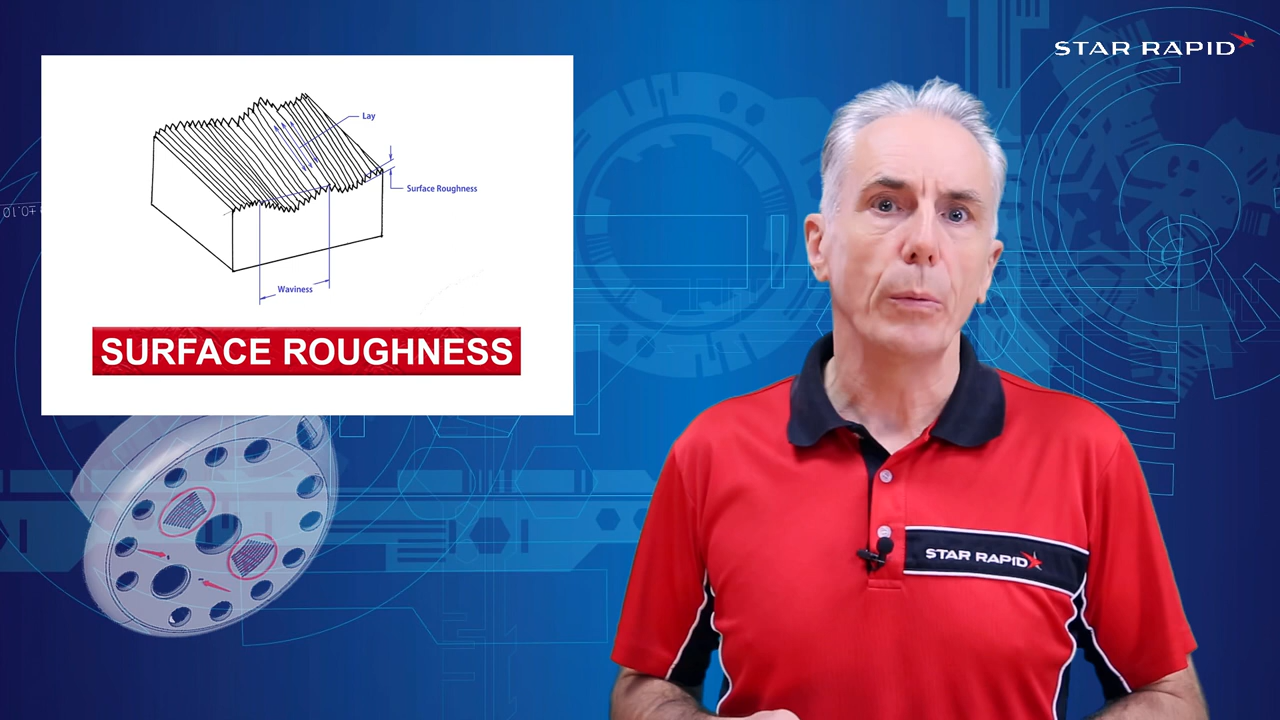 STAR RAPID
Lay
Surface Roughness
Waviness
SURFACE ROUGHNESS
STAR RAPID